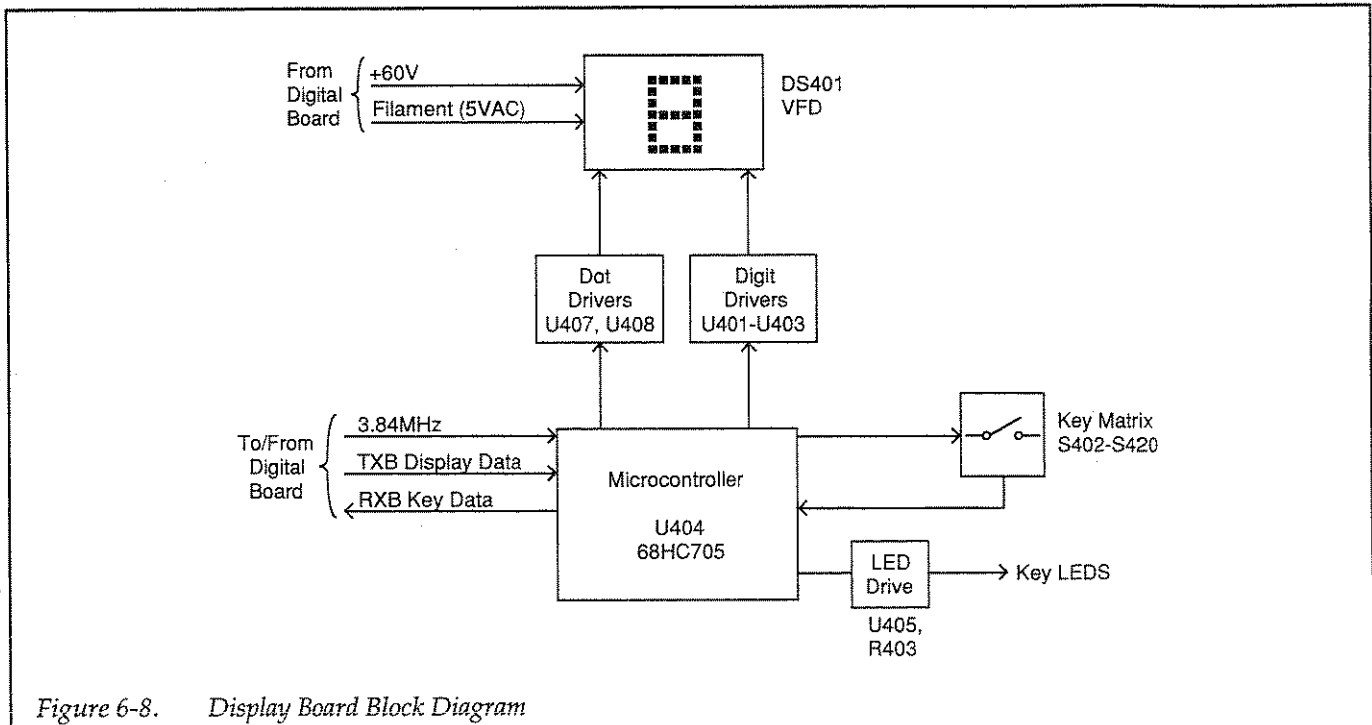 From
Digital
Board
+60V
Filament (5VAC)
DS401
VFD
Dot
Drivers
U407, U408
Digit
Drivers
U401-U403
To/From
Digital
Board
3.84MHz
TXB Display Data
RXB Key Data
Microcontroller
U404
68HC705
Key Matrix
S402-S420
LED
Drive
Key LEDS
U405,
R403
Figure 6-8. Display Board Block Diagram